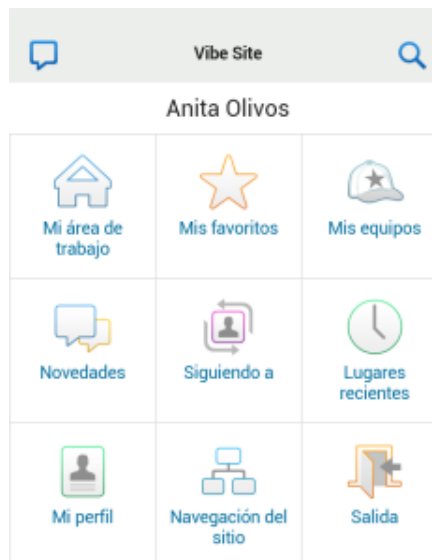 Vibe Site
Anita Olivos
Mi área de
trabajo
Mis favoritos
Mis equipos
Novedades
Siguiendo a
Lugares
recientes
Mi perfil
Navegación del
sitio
Salida